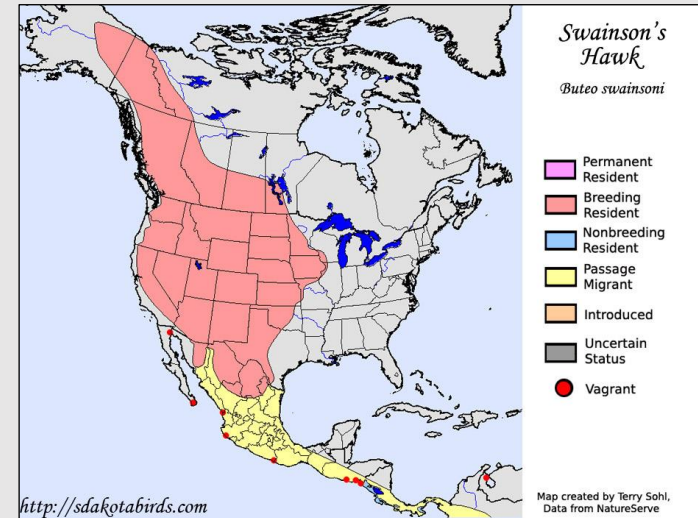 Swainson's
Hawk
Buteo swainsoni
Permanent
Resident
Breeding
Resident
Nonbreeding
Resident
Passage
Migrant
Introduced
Uncertain
Status
Vagrant
http://sdakotabirds.com
Map created by Terry Sohl,
Data from NatureServe